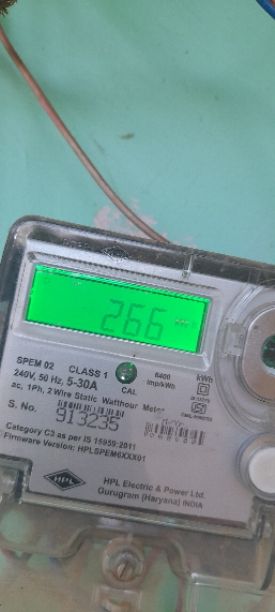 266
SPEM 02 CLASS 1
240V, 50 Hz, 5-30A
CAL.
6400
imp/kWh
kWh
ac, 1Ph, 2 Wire Static Watthour Meter
S. No.
913235
Category C3 as per IS 15959:2011
Firmware Version: HPLSPEM6XXX01
HPL
HPL Electric & Power Ltd.
Gurugram (Haryana) INDIA